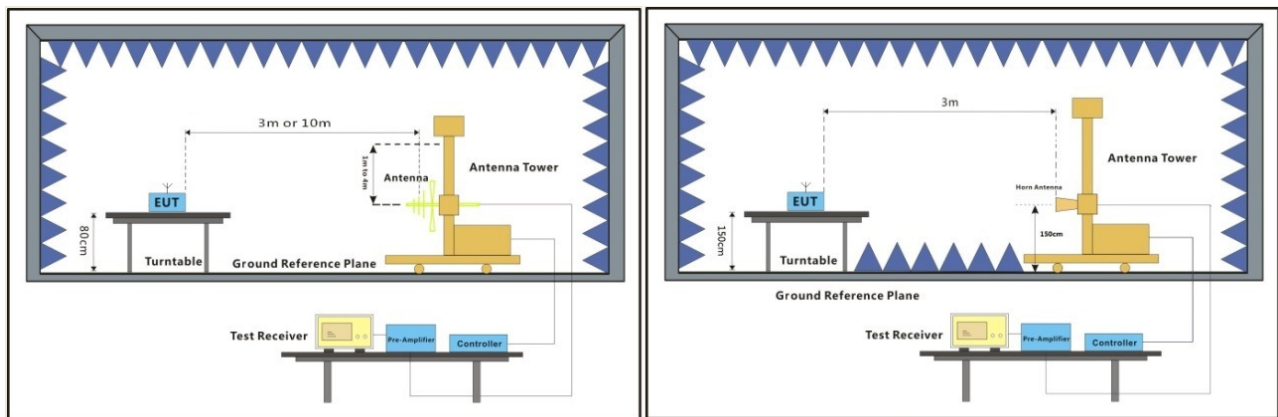 3m or 10m
1m to 4m
Antenna
Antenna Tower
EUT
80cm
Turntable
Ground Reference Plane
Test Receiver
Pre-Amplifier
Controller
3m
Antenna Tower
Horn Antenna
EUT
150cm
150cm
Turntable
Ground Reference Plane
Test Receiver
Pre-Amplifier
Controller